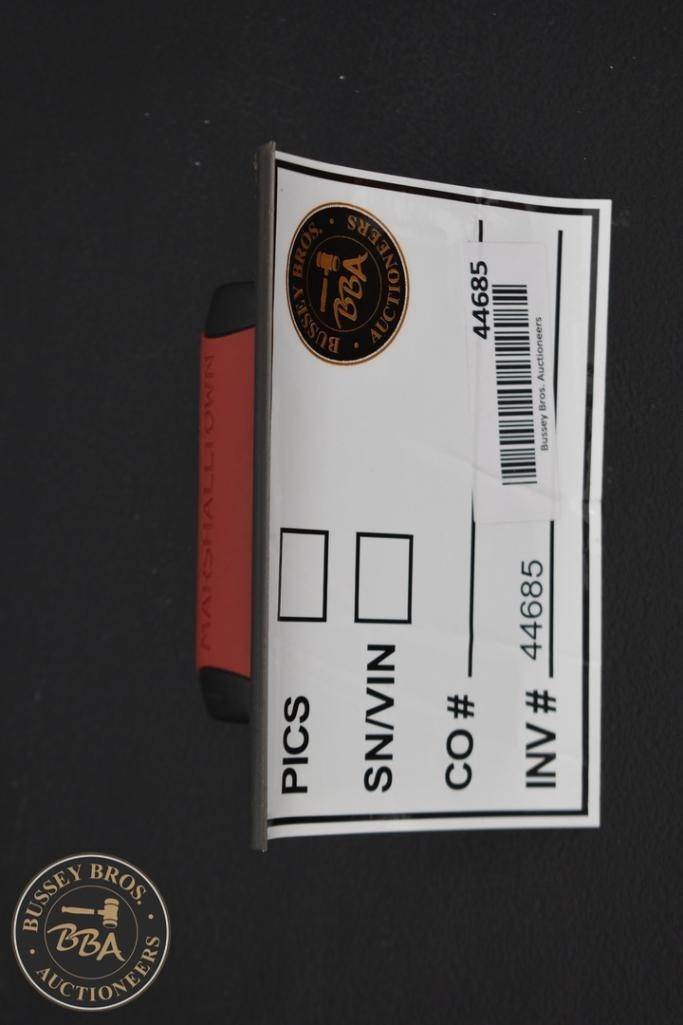 MARSHALLTOWN
BUSSEY BROS.
BBA
AUCTIONEERS
PICS
SN/VIN
CO #
44685
Bussey Bros. Auctioneers
INV # 44685
BUSSEY BROS.
BBA
AUCTIONEERS